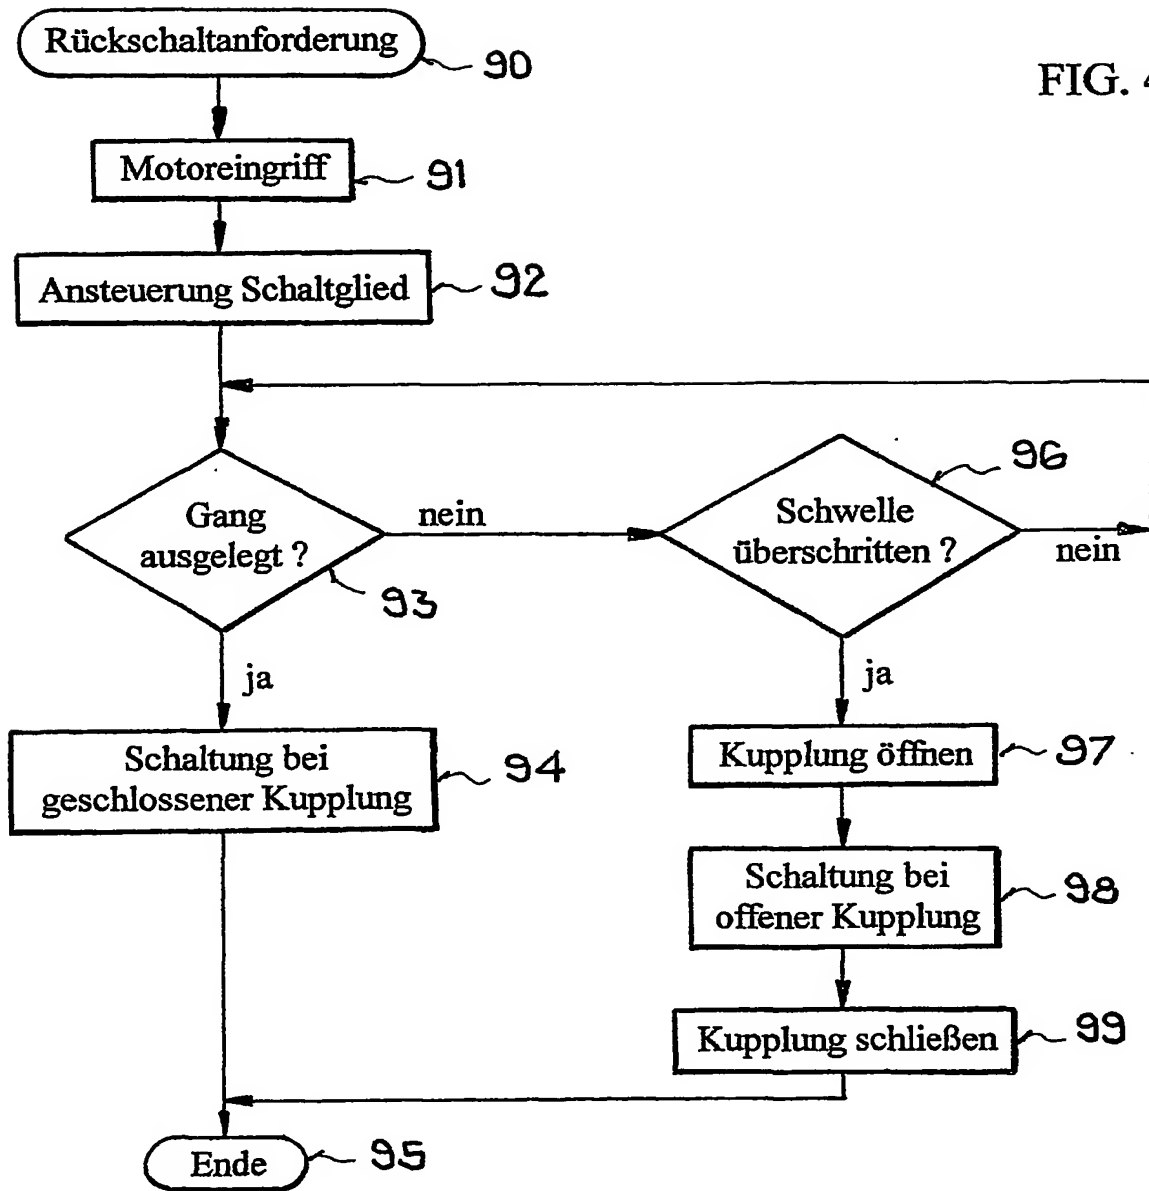 Rückschaltanforderung
90
FIG. 4
Motoreingriff
91
Ansteuerung Schaltglied
92
Gang
ausgelegt ?
93
nein
Schwelle
überschritten ?
96
nein
ja
ja
Schaltung bei
geschlossener Kupplung
94
Kupplung öffnen
97
Schaltung bei
offener Kupplung
98
Kupplung schließen
99
Ende
95